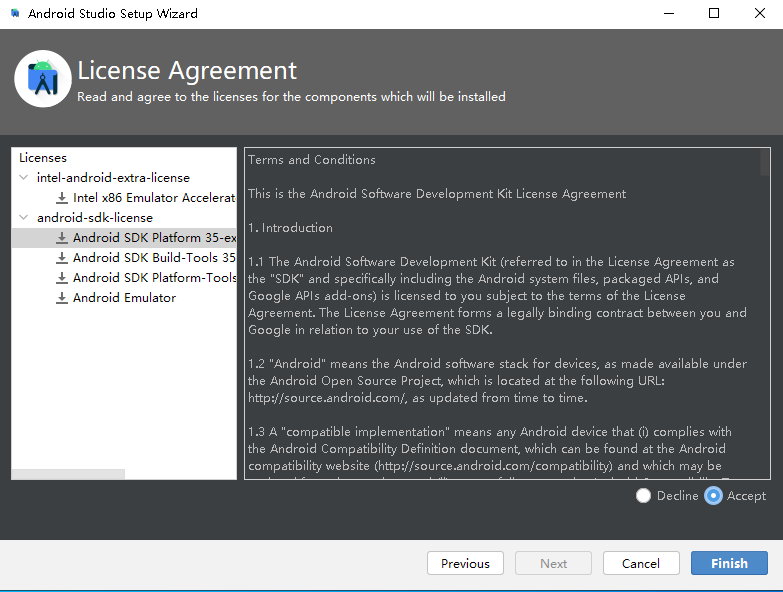 Android Studio Setup Wizard
License Agreement
Read and agree to the licenses for the components which will be installed
Licenses
intel-android-extra-license
Intel x86 Emulator Accelerat
android-sdk-license
Android SDK Platform 35-ex
Android SDK Build-Tools 35
Android SDK Platform-Tools
Android Emulator
Terms and Conditions
This is the Android Software Development Kit License Agreement
1. Introduction
1.1 The Android Software Development Kit (referred to in the License Agreement as
the "SDK" and specifically including the Android system files, packaged APIs, and
Google APIs add-ons) is licensed to you subject to the terms of the License
Agreement. The License Agreement forms a legally binding contract between you and
Google in relation to your use of the SDK.
1.2 "Android" means the Android software stack for devices, as made available under
the Android Open Source Project, which is located at the following URL:
http://source.android.com/, as updated from time to time.
1.3 A "compatible implementation" means any Android device that (i) complies with
the Android Compatibility Definition document, which can be found at the Android
compatibility website (http://source.android.com/compatibility) and which may be
Decline Accept
Previous Next Cancel Finish